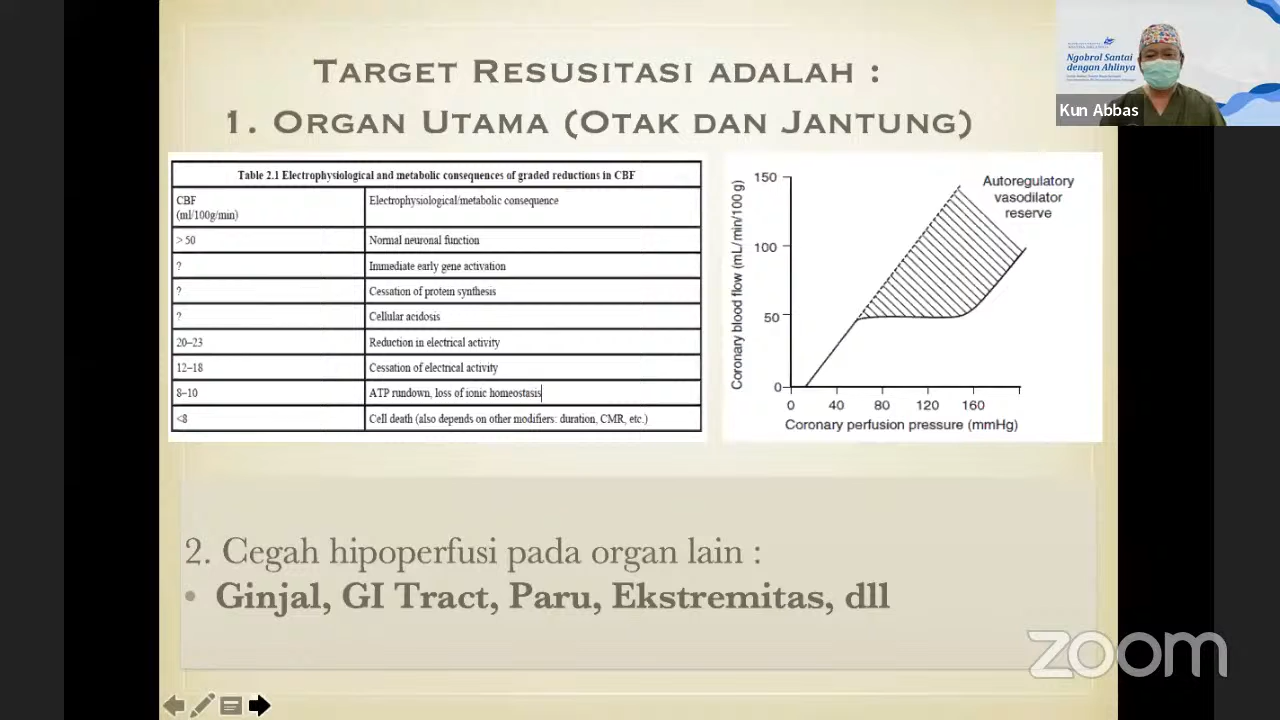 TARGET RESUSITASI ADALAH :
1. ORGAN UTAMA (OTAK DAN JANTUNG)
Table 2.1 Electrophysiological and metabolic consequences of graded reductions in CBF
CBF
(ml/100g/min)
Electrophysiological/metabolic consequence
> 50
Normal neuronal function
?
Immediate early gene activation
?
Cessation of protein synthesis
?
Cellular acidosis
20–23
Reduction in electrical activity
12–18
Cessation of electrical activity
8–10
ATP rundown, loss of ionic homeostasis
<8
Cell death (also depends on other modifiers: duration, CMR, etc.)
Coronary blood flow (mL/min/100 g)
150
100
50
0
Autoregulatory
vasodilator
reserve
0 40 80 120 160
Coronary perfusion pressure (mmHg)
2. Cegah hipoperfusi pada organ lain :
• Ginjal, GI Tract, Paru, Ekstremitas, dll
Ngobrol Santai
dengan Ahlinya
Kun Abbas
zoom